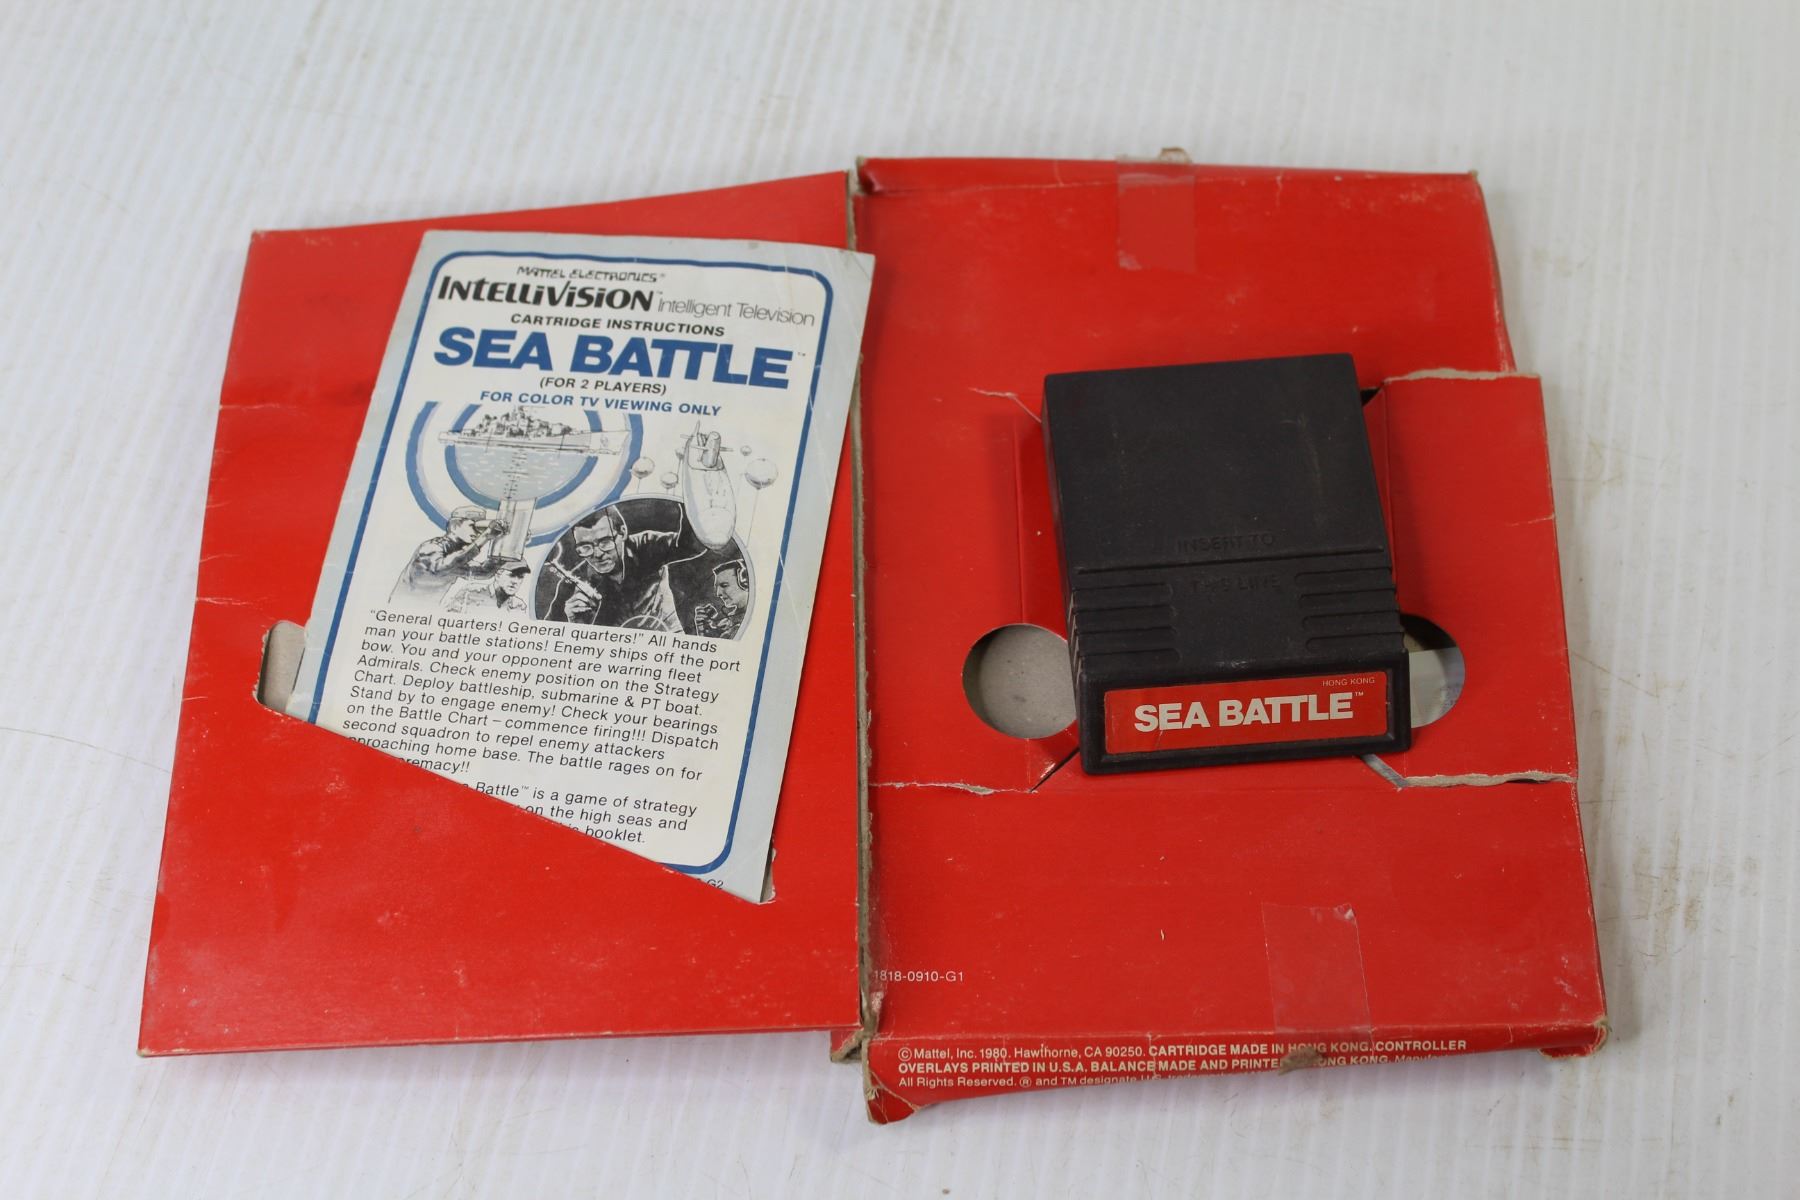 MATTEL ELECTRONICS®
INTELLIVISION™ Intelligent Television
CARTRIDGE INSTRUCTIONS
SEA BATTLE™
(FOR 2 PLAYERS)
FOR COLOR TV VIEWING ONLY
"General quarters! General quarters!" All hands
man your battle stations! Enemy ships off the port
bow. You and your opponent are warring fleet
Admirals. Check enemy position on the Strategy
Chart. Deploy battleship, submarine & PT boat.
Stand by to engage enemy! Check your bearings
on the Battle Chart – commence firing!!! Dispatch
second squadron to repel enemy attackers
approaching home base. The battle rages on for
remacy!!
Battle™ is a game of strategy
on the high seas and
booklet.
G2
INSERT TO
THIS LINE
HONG KONG
SEA BATTLE™
1818-0910-G1
© Mattel, Inc. 1980. Hawthorne, CA 90250. CARTRIDGE MADE IN HONG KONG. CONTROLLER
OVERLAYS PRINTED IN U.S.A. BALANCE MADE AND PRINTED HONG KONG.
All Rights Reserved. ® and TM designate U.S.